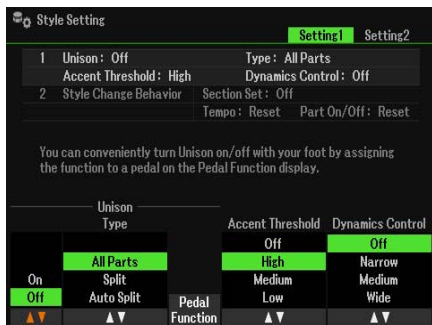 Style Setting
Setting1 Setting2
1 Unison: Off Type: All Parts
Accent Threshold: High Dynamics Control: Off
2 Style Change Behavior Section Set: Off
Tempo: Reset Part On/Off: Reset
You can conveniently turn Unison on/off with your foot by assigning
the function to a pedal on the Pedal Function display.
Unison
Type Accent Threshold Dynamics Control
Off Off
All Parts High Narrow
On Split Medium Medium
Off Auto Split Low Wide
Pedal
Function